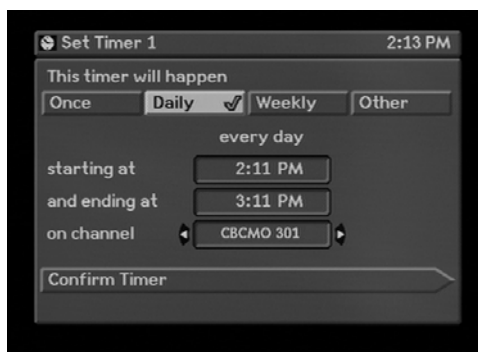 Set Timer 1 2:13 PM
This timer will happen
Once Daily Weekly Other
every day
starting at 2:11 PM
and ending at 3:11 PM
on channel CBCMO 301
Confirm Timer